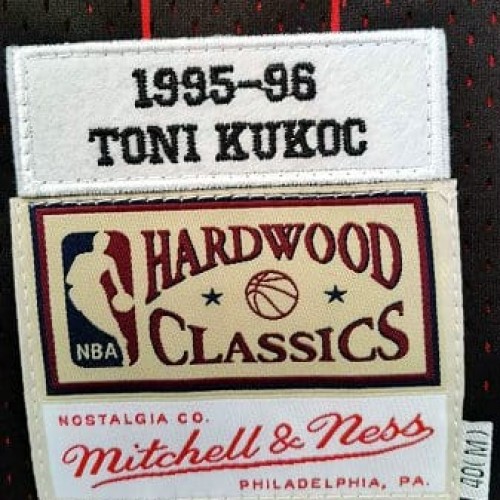 1995-96
TONI KUKOC
HARDWOOD
CLASSICS
NBA
NOSTALGIA CO.
Mitchell & Ness
PHILADELPHIA, PA.
40(M)